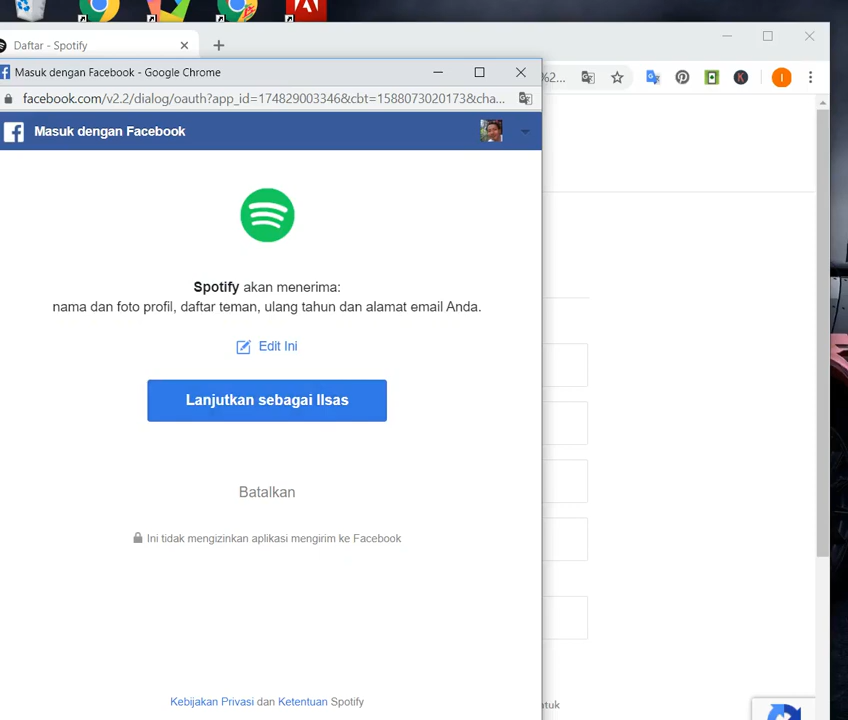 Daftar - Spotify
Masuk dengan Facebook - Google Chrome
facebook.com/v2.2/dialog/oauth?app_id=174829003346&cbt=1588073020173&cha...
%2...
K
I
Masuk dengan Facebook
Spotify akan menerima:
nama dan foto profil, daftar teman, ulang tahun dan alamat email Anda.
Edit Ini
Lanjutkan sebagai Ilsas
Batalkan
Ini tidak mengizinkan aplikasi mengirim ke Facebook
Kebijakan Privasi dan Ketentuan Spotify
tuk